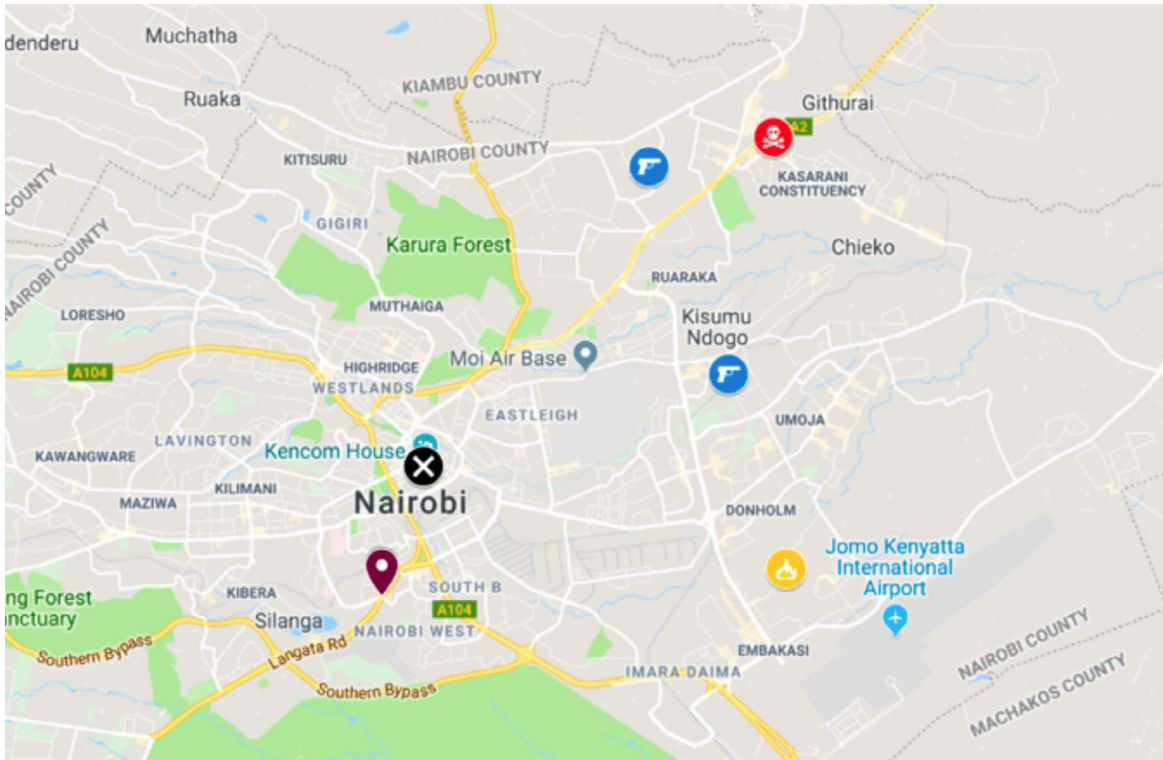 denderu
Muchatha
KIAMBU COUNTY
Ruaka
Githurai
A2
NAIROBI COUNTY
KITISURU
KASARANI
CONSTITUENCY
COUNTY
GIGIRI
Karura Forest
Chieko
NAIROBI COUNTY
RUARAKA
MUTHAIGA
LORESHO
Kisumu
Ndogo
Moi Air Base
HIGHRIDGE
A104
WESTLANDS
EASTLEIGH
UMOJA
LAVINGTON
Kencom House
KAWANGWARE
KILIMANI
Nairobi
MAZIWA
DONHOLM
Jomo Kenyatta
International
Airport
SOUTH B
KIBERA
ng Forest
anctuary
A104
Silanga
NAIROBI WEST
Langata Rd
Southern Bypass
EMBAKASI
NAIROBI COUNTY
IMARA DAIMA
Southern Bypass
MACHAKOS COUNTY